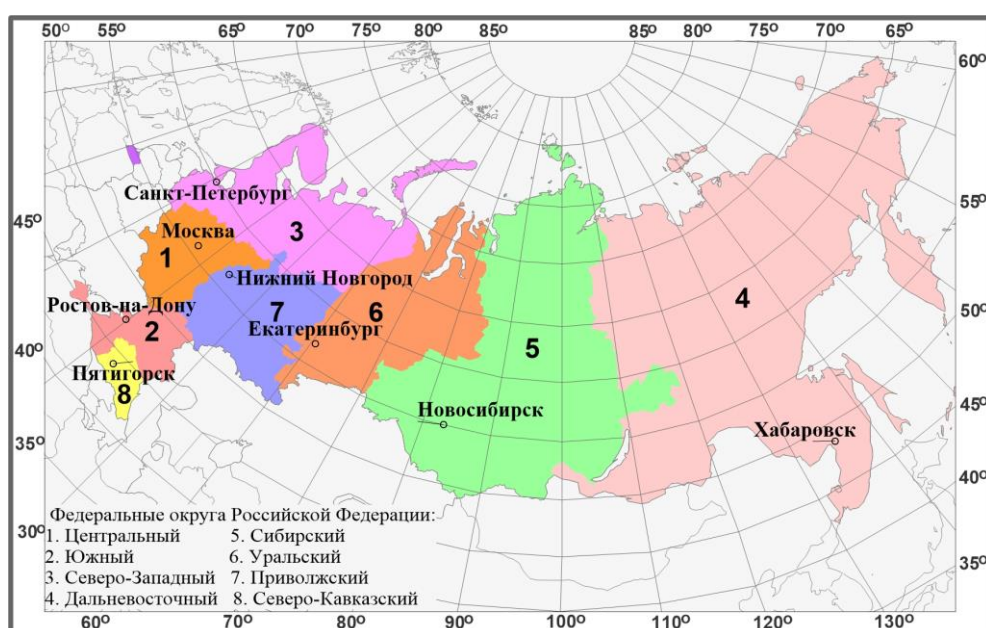 50° 55° 65° 70° 75° 80° 81° 85° 85° 80° 75° 70° 65°
60°
Санкт-Петербург
55°
45°
Москва
3
1
Нижний Новгород
4
50°
Ростов-на-Дону
7
6
2
Екатеринбург
5
40°
Пятигорск
8
Новосибирск
45°
Хабаровск
35°
40°
Федеральные округа Российской Федерации:
30°
1. Центральный 5. Сибирский
2. Южный 6. Уральский
35°
3. Северо-Западный 7. Приволжский
4. Дальневосточный 8. Северо-Кавказский
60° 70° 80° 90° 100° 110° 120° 130°